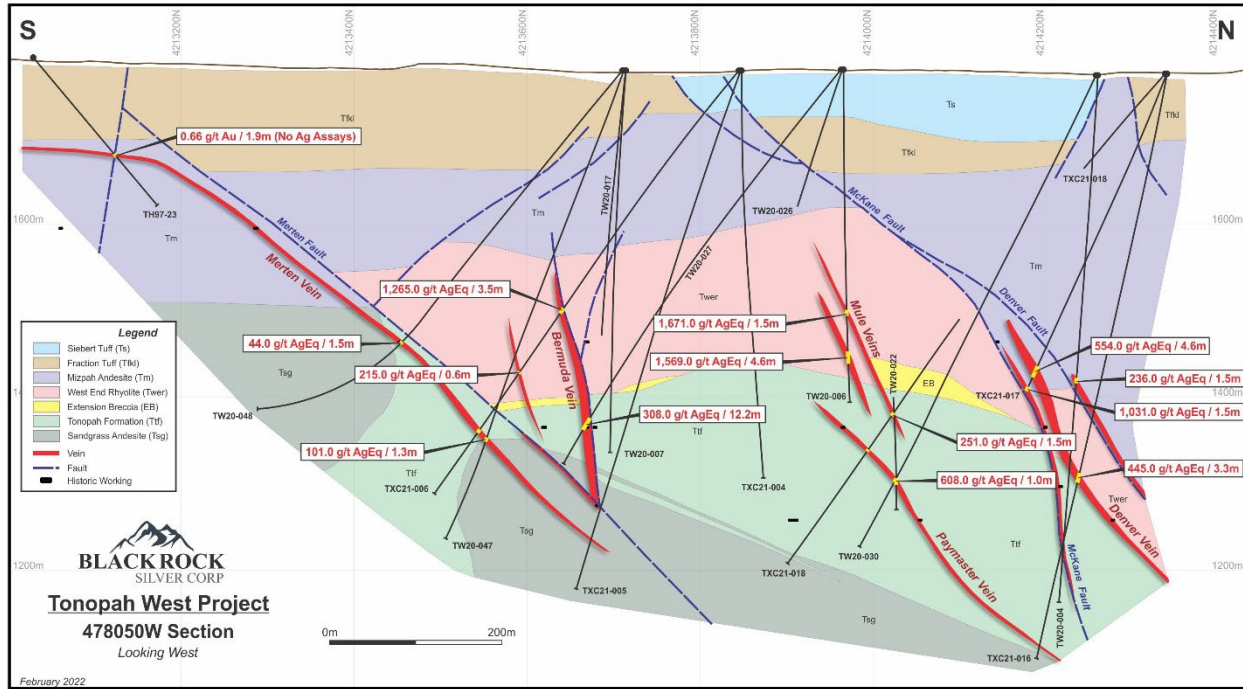 S
N
4213200N
4213400N
4213600N
4213800N
4214000N
4214200N
4214400N
Ts
Tfkl
Tfkl
Tfkl
0.66 g/t Au / 1.9m (No Ag Assays)
TW20-017
TXC21-018
TH97-23
TW20-026
McKane Fault
1600m
1600m
Tm
Tm
Tm
Merten Fault
Merten Vein
TW20-027
Twer
Denver Fault
1,265.0 g/t AgEq / 3.5m
Mule Veins
1,671.0 g/t AgEq / 1.5m
44.0 g/t AgEq / 1.5m
Bermuda Vein
1,569.0 g/t AgEq / 4.6m
554.0 g/t AgEq / 4.6m
215.0 g/t AgEq / 0.6m
TW20-022
236.0 g/t AgEq / 1.5m
Tsg
EB
TXC21-017
TW20-006
1,031.0 g/t AgEq / 1.5m
1400m
TW20-048
308.0 g/t AgEq / 12.2m
Ttf
251.0 g/t AgEq / 1.5m
101.0 g/t AgEq / 1.3m
TW20-007
Ttf
TXC21-006
TXC21-004
608.0 g/t AgEq / 1.0m
445.0 g/t AgEq / 3.3m
Twer
Denver Vein
Tsg
TW20-047
TW20-030
Ttf
Paymaster Vein
McKane Fault
TXC21-018
1200m
1200m
TXC21-005
TW20-004
Tsg
TXC21-016
Legend
Siebert Tuff (Ts)
Fraction Tuff (Tfkl)
Mizpah Andesite (Tm)
West End Rhyolite (Twer)
Extension Breccia (EB)
Tonopah Formation (Ttf)
Sandgrass Andesite (Tsg)
Vein
Fault
Historic Working
BLACKROCK
SILVER CORP
Tonopah West Project
478050W Section
Looking West
0m
200m
February 2022